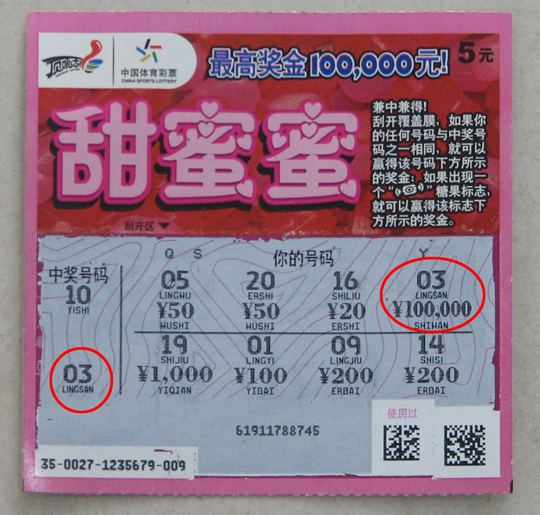 顶呱刮
中国体育彩票
CHINA SPORTS LOTTERY
最高奖金100,000元!
5元
甜蜜蜜
兼中兼得!
刮开覆盖膜,如果你
的任何号码与中奖号
码之一相同,就可以
赢得该号码下方所示
的奖金;如果出现一
个“ ”糖果标志,
就可以赢得该标志下
方所示的奖金。
刮开区
Q S Y
中奖号码
你的号码
10
YISHI
03
LINGSAN
05 20 16 03
LINGWU ERSHI SHILIU LINGSAN
¥50 ¥50 ¥20 ¥100,000
WUSHI WUSHI ERSHI SHIWAN
19 01 09 14
SHIJIU LINGYI LINGJIU SHISI
¥1,000 ¥100 ¥200 ¥200
YIQIAN YIBAI ERBAI ERBAI
使用过
61911788745
35-0027-1235679-009